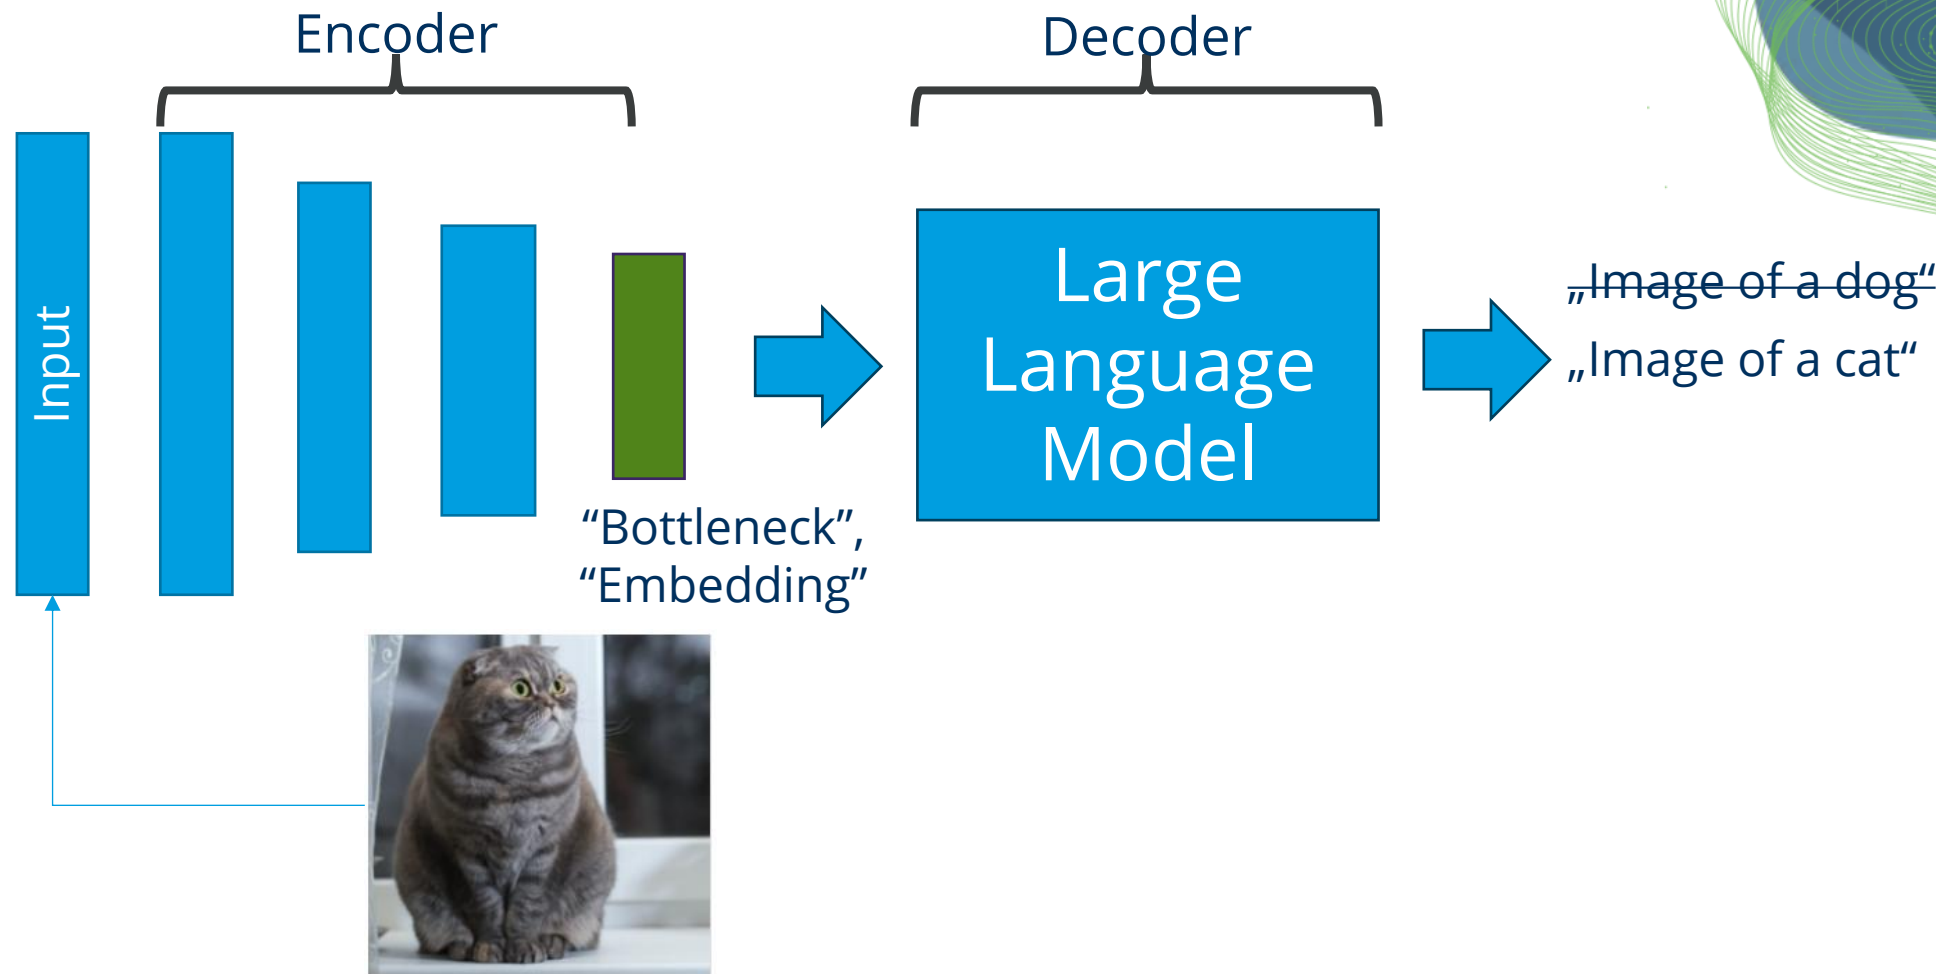 Encoder
Decoder
Input
Large
Language
Model
„Image of a dog“
„Image of a cat“
“Bottleneck”,
“Embedding”